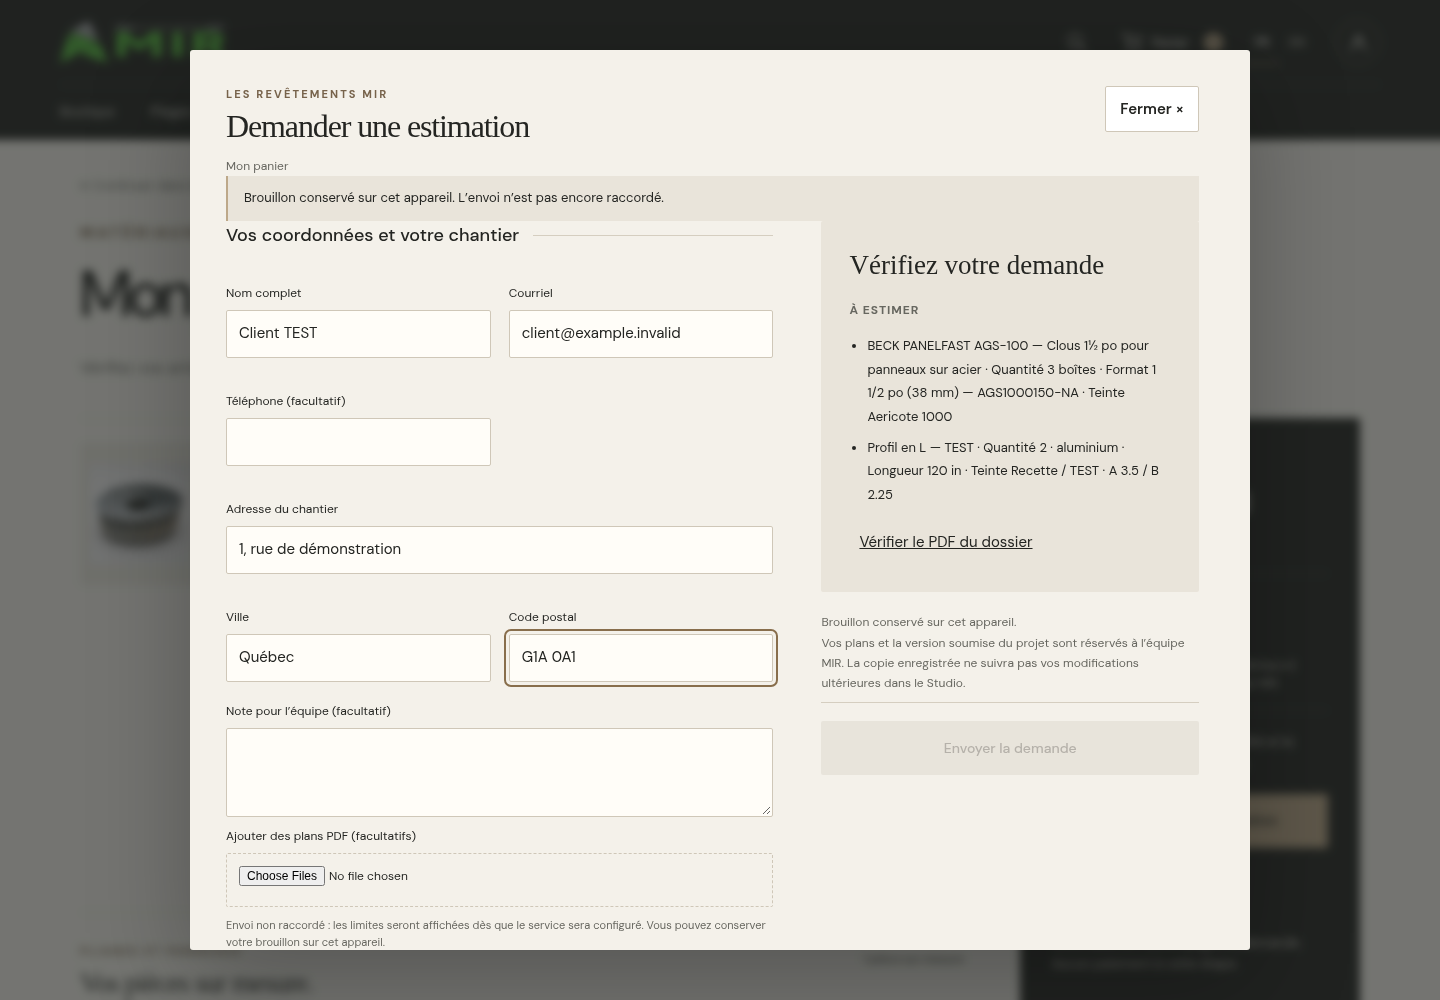 AMIR
LES REVÊTEMENTS MIR
Demander une estimation
Fermer ×
Mon panier
Brouillon conservé sur cet appareil. L’envoi n’est pas encore raccordé.
Vos coordonnées et votre chantier
Nom complet
Courriel
Client TEST
client@example.invalid
Téléphone (facultatif)
Adresse du chantier
1, rue de démonstration
Ville
Code postal
Québec
G1A 0A1
Note pour l’équipe (facultatif)
Ajouter des plans PDF (facultatifs)
Choose Files No file chosen
Envoi non raccordé : les limites seront affichées dès que le service sera configuré. Vous pouvez conserver
votre brouillon sur cet appareil.
Vérifiez votre demande
À ESTIMER
• BECK PANELFAST AGS-100 — Clous 1½ po pour
panneaux sur acier · Quantité 3 boîtes · Format 1
1/2 po (38 mm) — AGS1000150-NA · Teinte
Aericote 1000
• Profil en L — TEST · Quantité 2 · aluminium ·
Longueur 120 in · Teinte Recette / TEST · A 3.5 / B
2.25
Vérifier le PDF du dossier
Brouillon conservé sur cet appareil.
Vos plans et la version soumise du projet sont réservés à l’équipe
MIR. La copie enregistrée ne suivra pas vos modifications
ultérieures dans le Studio.
Envoyer la demande
Mon
Vos pièces sur mesure.